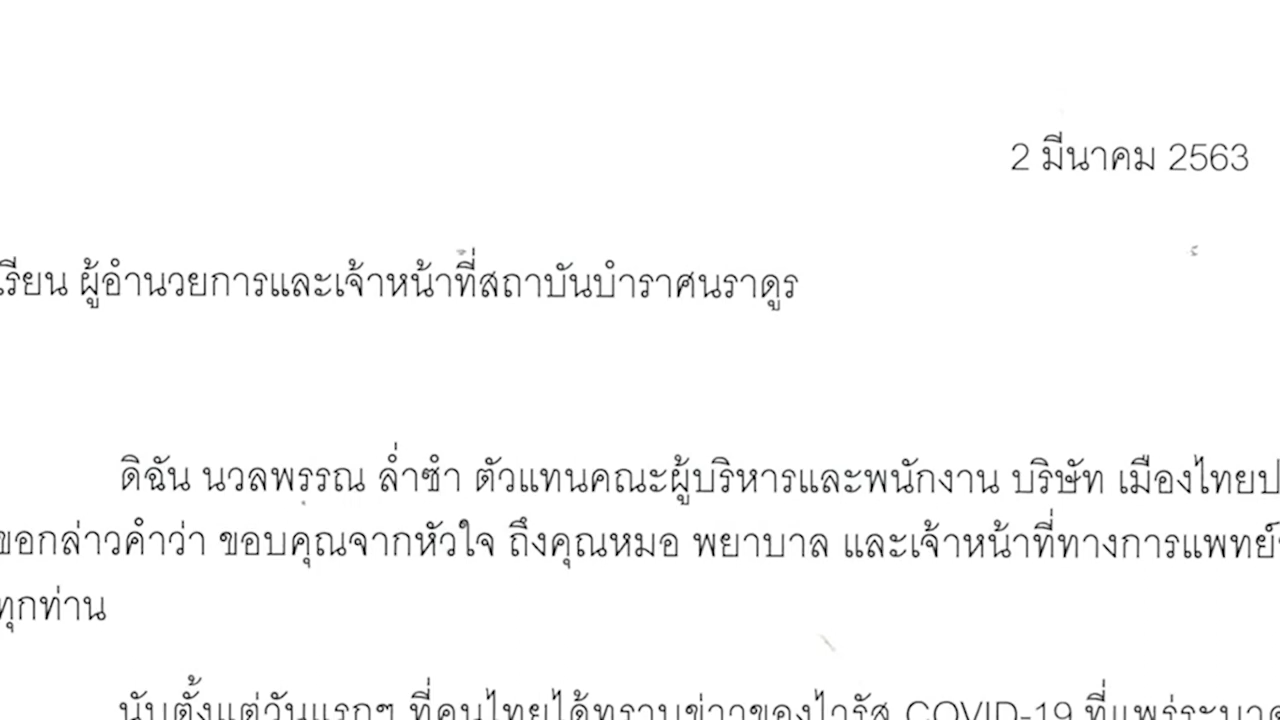 2 มีนาคม 2563
เรียน ผู้อำนวยการและเจ้าหน้าที่สถาบันบำราศนราดูร
ดิฉัน นวลพรรณ ล่ำซำ ตัวแทนคณะผู้บริหารและพนักงาน บริษัท เมืองไทยป
ขอกล่าวคำว่า ขอบคุณจากหัวใจ ถึงคุณหมอ พยาบาล และเจ้าหน้าที่ทางการแพทย์
ทุกท่าน
นับตั้งแต่วันแรกๆ ที่คนไทยได้ทราบข่าวของไวรัส COVID-19 ที่แพร่ระบาด